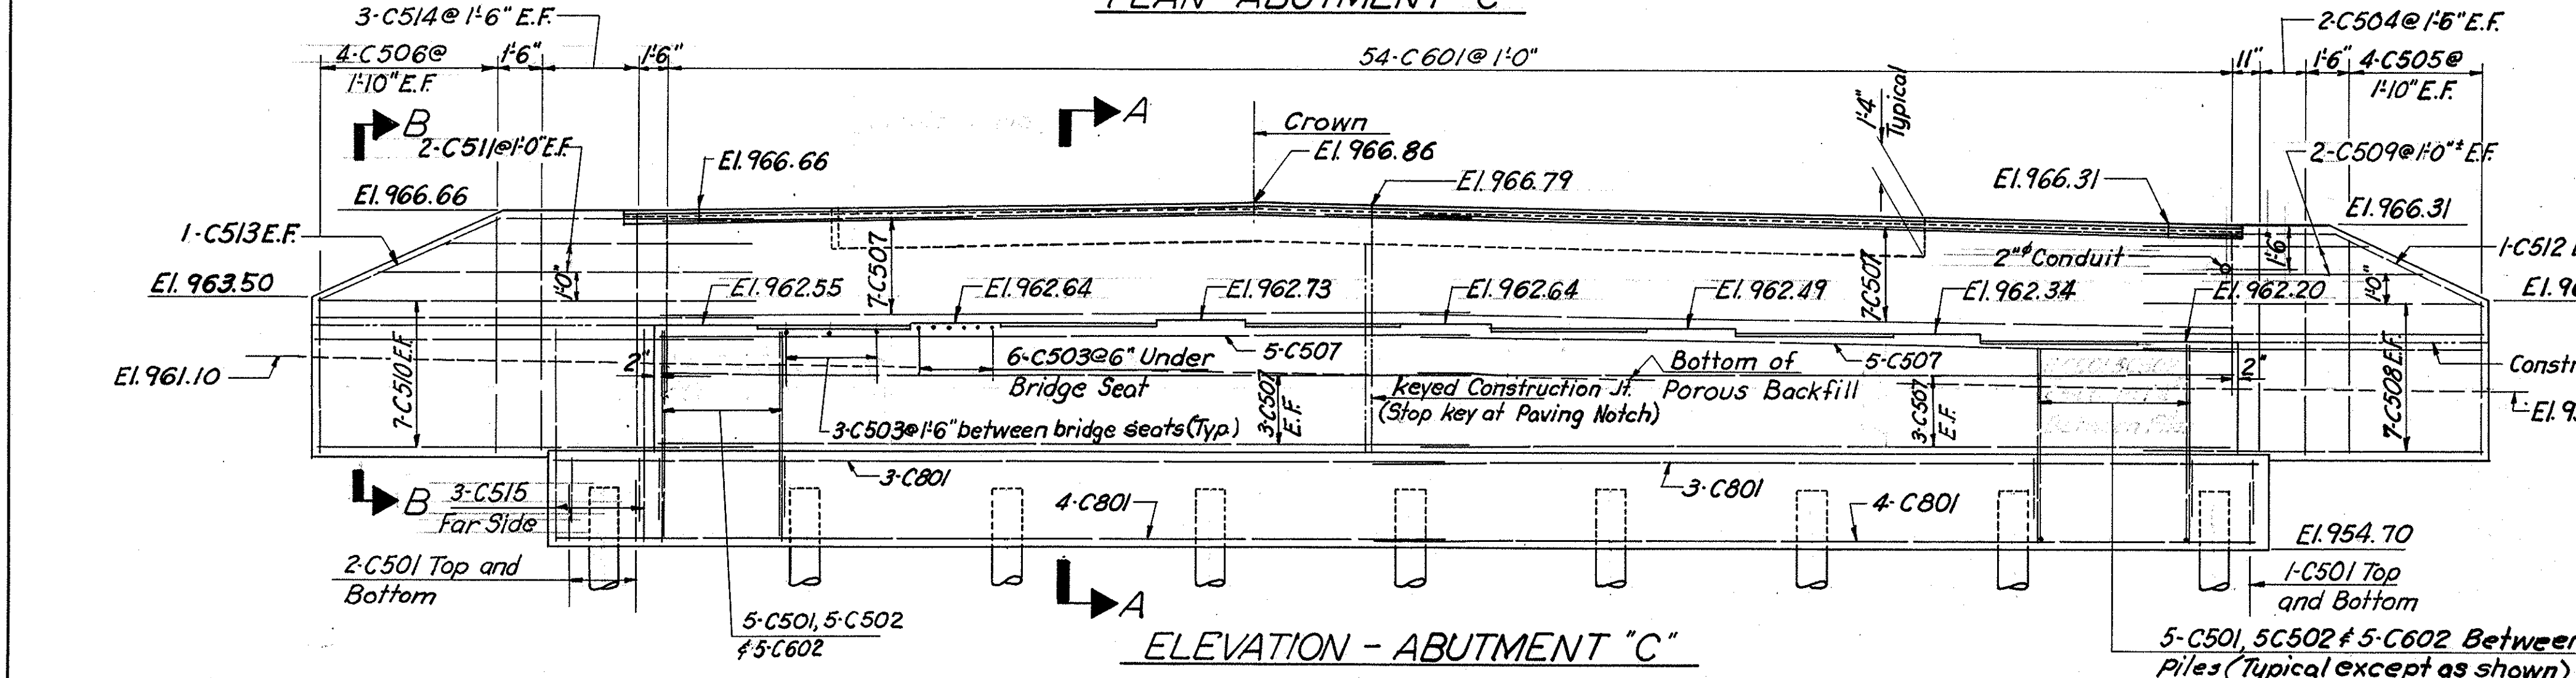 PLAN - ABUTMENT "C"
3-C514@1'-6" E.F.
4-C506@
1'-10" E.F.
1'-6"
1'-6"
54-C601@1'-0"
2-C504@1'-6" E.F.
11"
1'-6"
4-C505@
1'-10" E.F.
B
A
Crown
1'-4"
Typical
2-C511@1'-0" E.F.
El. 966.66
El. 966.86
El. 966.79
El. 966.31
2-C509@1'-0"± E.F.
El. 966.66
El. 966.31
1-C513 E.F.
1-C512
El. 963.50
1'-0"
7-C507
7-C507
2"⌀ Conduit
1'-6"
1'-0"
El. 962.55
El. 962.64
El. 962.73
El. 962.64
El. 962.49
El. 962.34
El. 962.20
El. 961.10
7-C510 E.F.
2"
6-C503@6" Under
Bridge Seat
5-C507
3-C507
E.F.
keyed Construction Jt.
(Stop key at Paving Notch)
Bottom of
Porous Backfill
5-C507
3-C507
E.F.
2"
7-C508 E.F.
3-C503@1'-6" between bridge seats (Typ.)
B
3-C515
Far Side
3-C801
4-C801
3-C801
4-C801
El. 954.70
2-C501 Top and
Bottom
1-C501 Top
and Bottom
5-C501, 5-C502
& 5-C602
A
ELEVATION - ABUTMENT "C"
5-C501, 5C502 & 5-C602 Between
Piles (Typical except as shown)